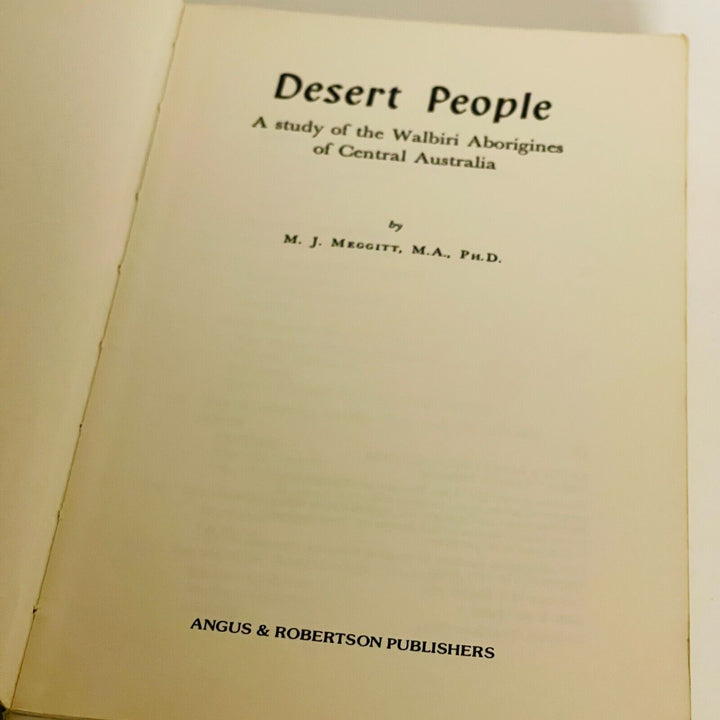 Desert People
A study of the Walbiri Aborigines
of Central Australia
by
M. J. MEGGITT, M.A., PH.D.
ANGUS & ROBERTSON PUBLISHERS